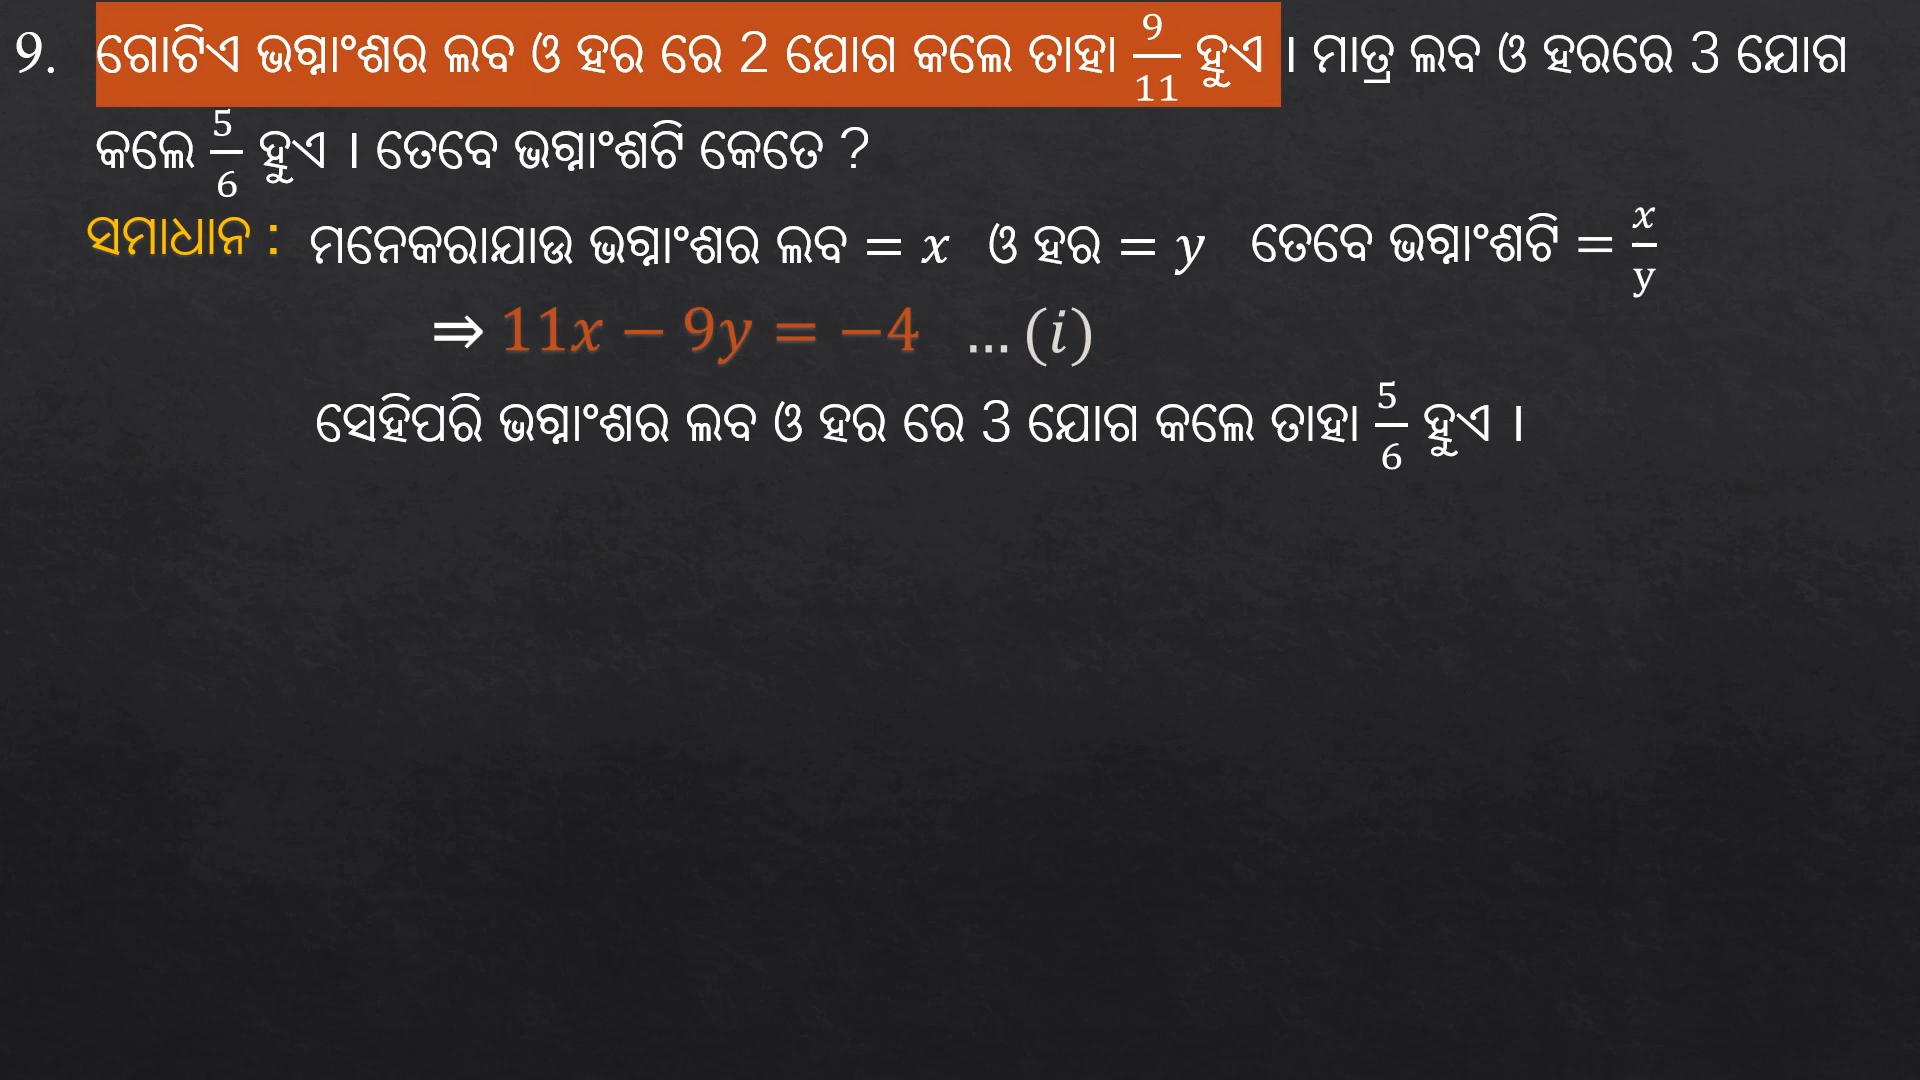 9. ଗୋଟିଏ ଭଗ୍ନାଂଶର ଲବ ଓ ହର ରେ 2 ଯୋଗ କଲେ ତାହା 9/11 ହୁଏ । ମାତ୍ର ଲବ ଓ ହରରେ 3 ଯୋଗ
କଲେ 5/6 ହୁଏ । ତେବେ ଭଗ୍ନାଂଶଟି କେତେ ?
ସମାଧାନ : ମନେକରାଯାଉ ଭଗ୍ନାଂଶର ଲବ = x ଓ ହର = y ତେବେ ଭଗ୍ନାଂଶଟି = x/y
⇒ 11x − 9y = −4 ... (i)
ସେହିପରି ଭଗ୍ନାଂଶର ଲବ ଓ ହର ରେ 3 ଯୋଗ କଲେ ତାହା 5/6 ହୁଏ ।